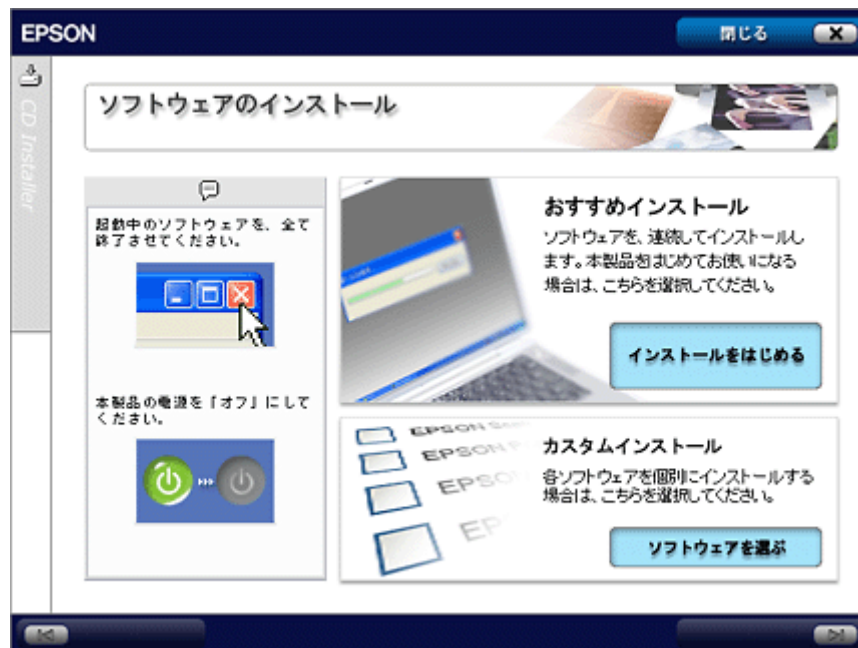 EPSON
閉じる
CD Installer
ソフトウェアのインストール
起動中のソフトウェアを、全て
終了させてください。
本製品の電源を「オフ」にして
ください。
おすすめインストール
ソフトウェアを、連続してインストールし
ます。本製品をはじめてお使いになる
場合は、こちらを選択してください。
インストールをはじめる
EPSON
EPSON
EPSO
EP
カスタムインストール
各ソフトウェアを個別にインストールする
場合は、こちらを選択してください。
ソフトウェアを選ぶ